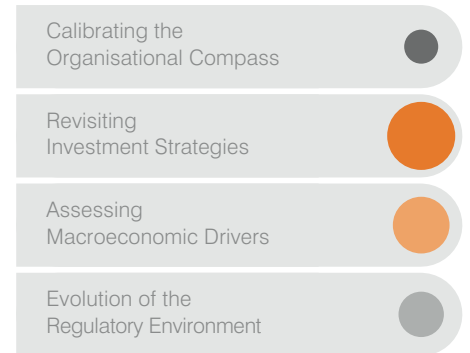 Calibrating the
Organisational Compass
Revisiting
Investment Strategies
Assessing
Macroeconomic Drivers
Evolution of the
Regulatory Environment